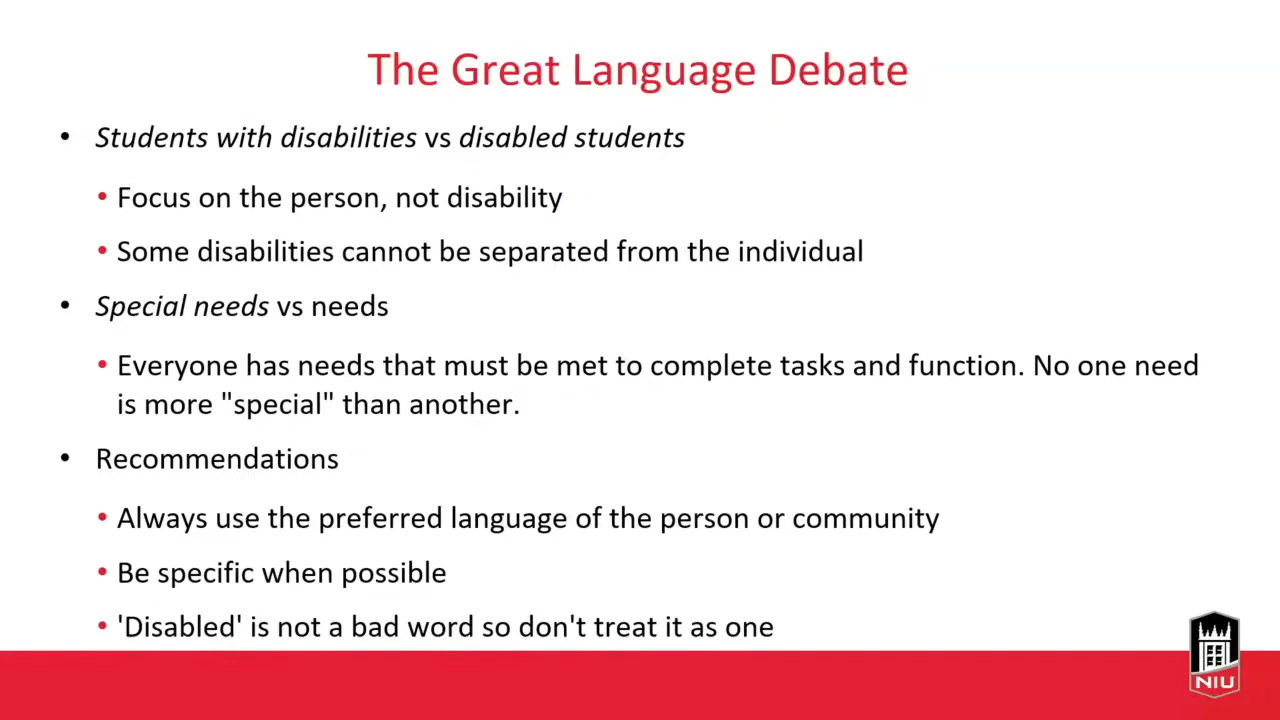 The Great Language Debate
• Students with disabilities vs disabled students
• Focus on the person, not disability
• Some disabilities cannot be separated from the individual
• Special needs vs needs
• Everyone has needs that must be met to complete tasks and function. No one need
is more "special" than another.
• Recommendations
• Always use the preferred language of the person or community
• Be specific when possible
• 'Disabled' is not a bad word so don't treat it as one
NIU